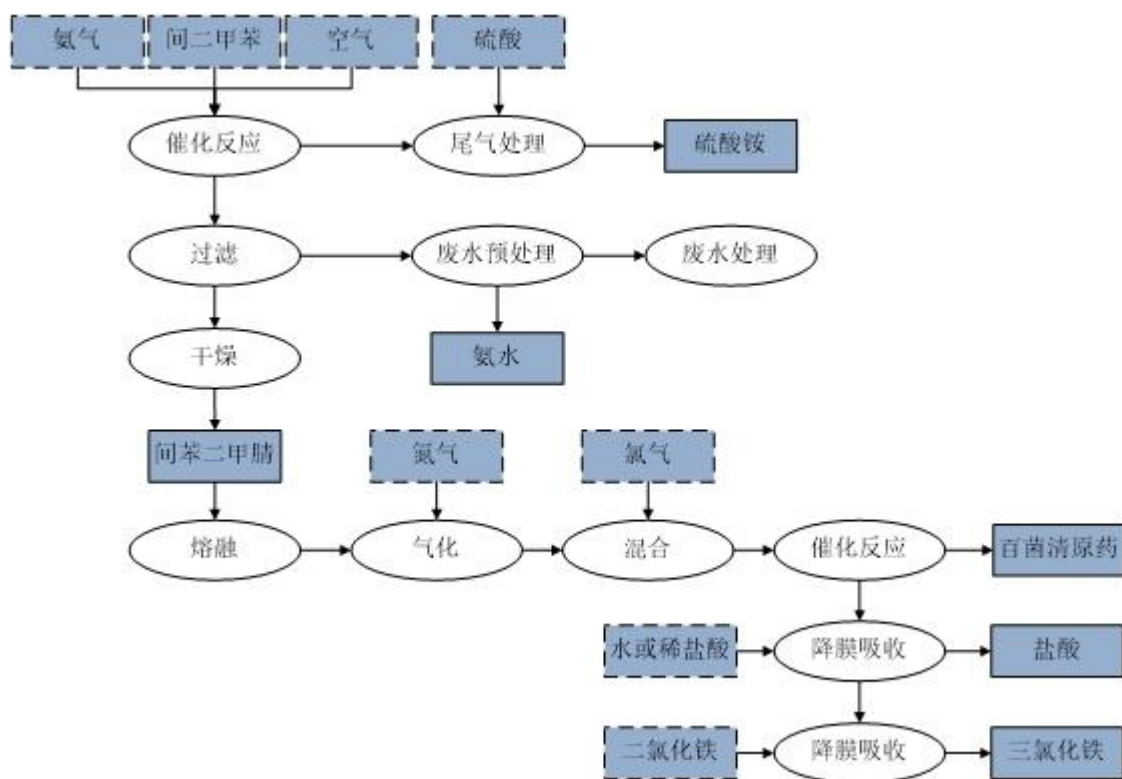 氨气
间二甲苯
空气
硫酸
催化反应
尾气处理
硫酸铵
过滤
废水预处理
废水处理
干燥
氨水
间苯二甲腈
氮气
氯气
熔融
气化
混合
催化反应
百菌清原药
水或稀盐酸
降膜吸收
盐酸
二氯化铁
降膜吸收
三氯化铁